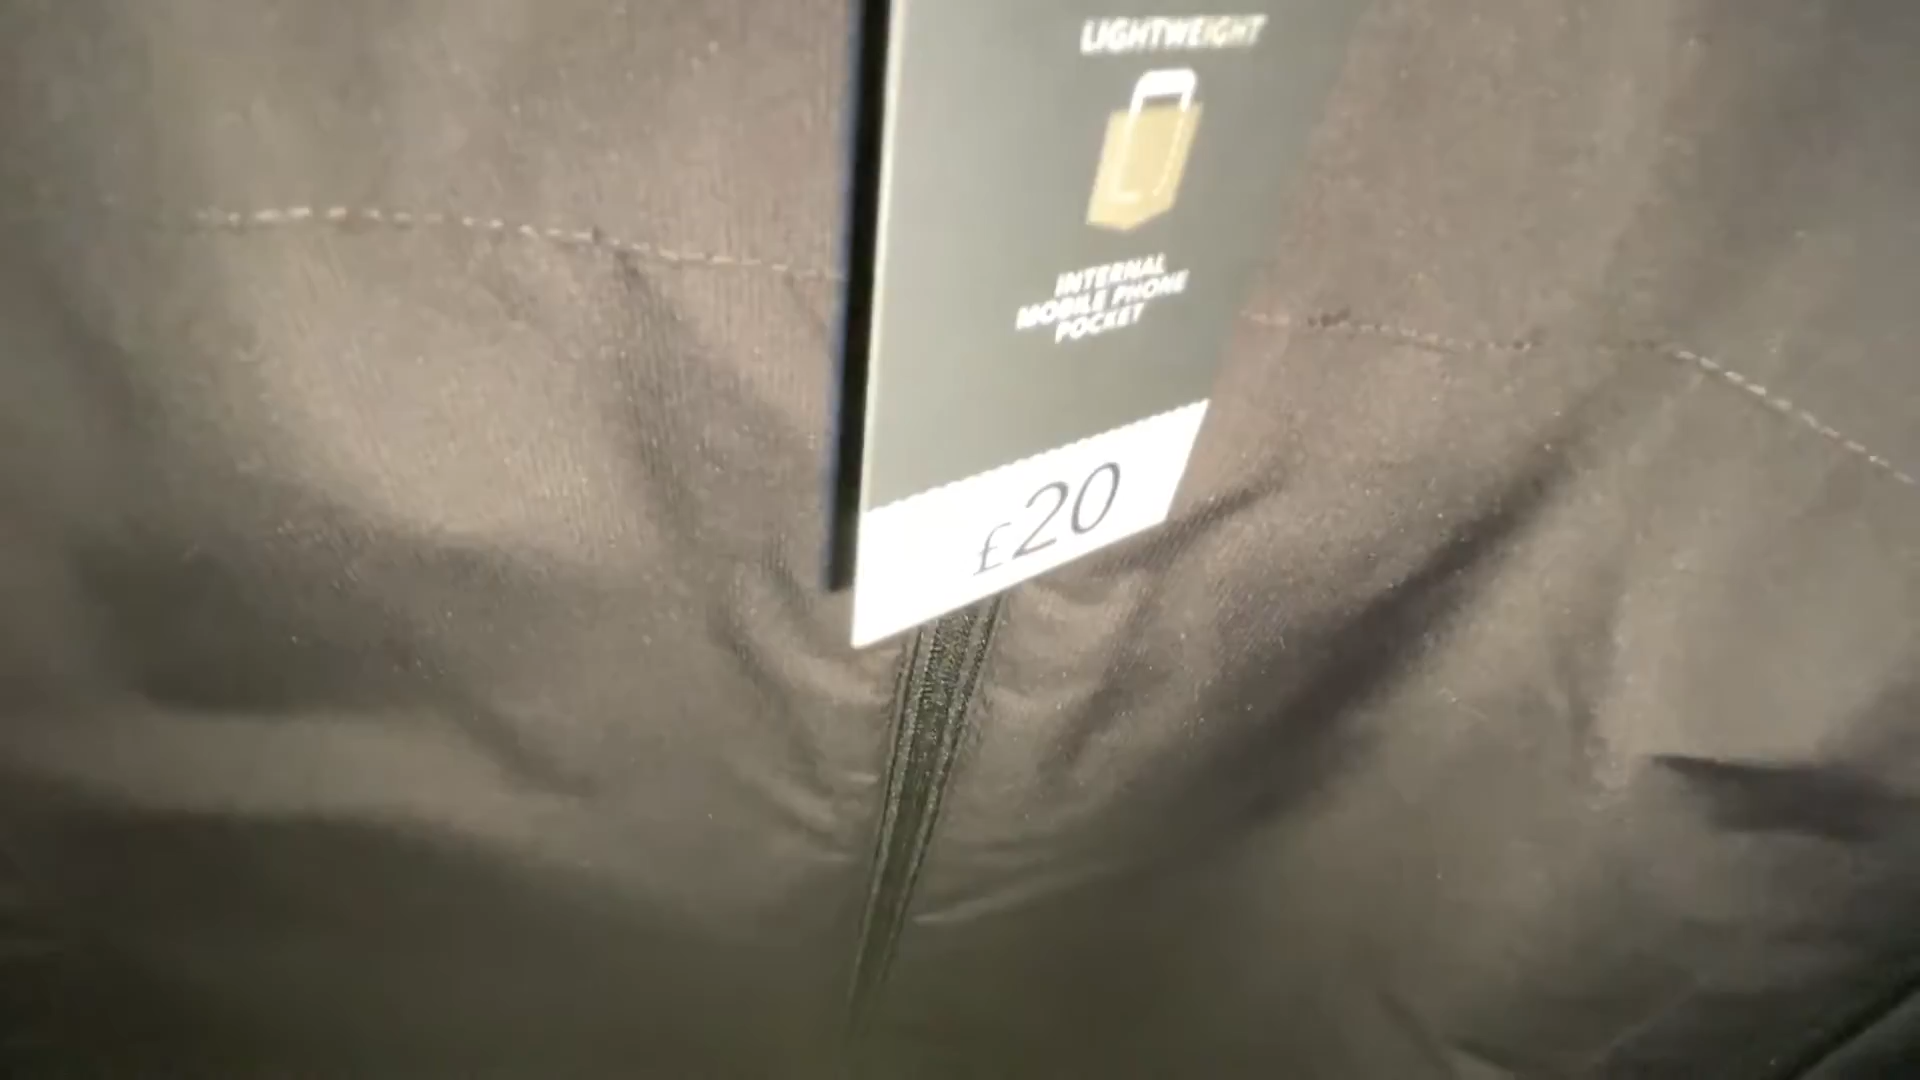 LIGHTWEIGHT
INTERNAL
MOBILE PHONE
POCKET
£20